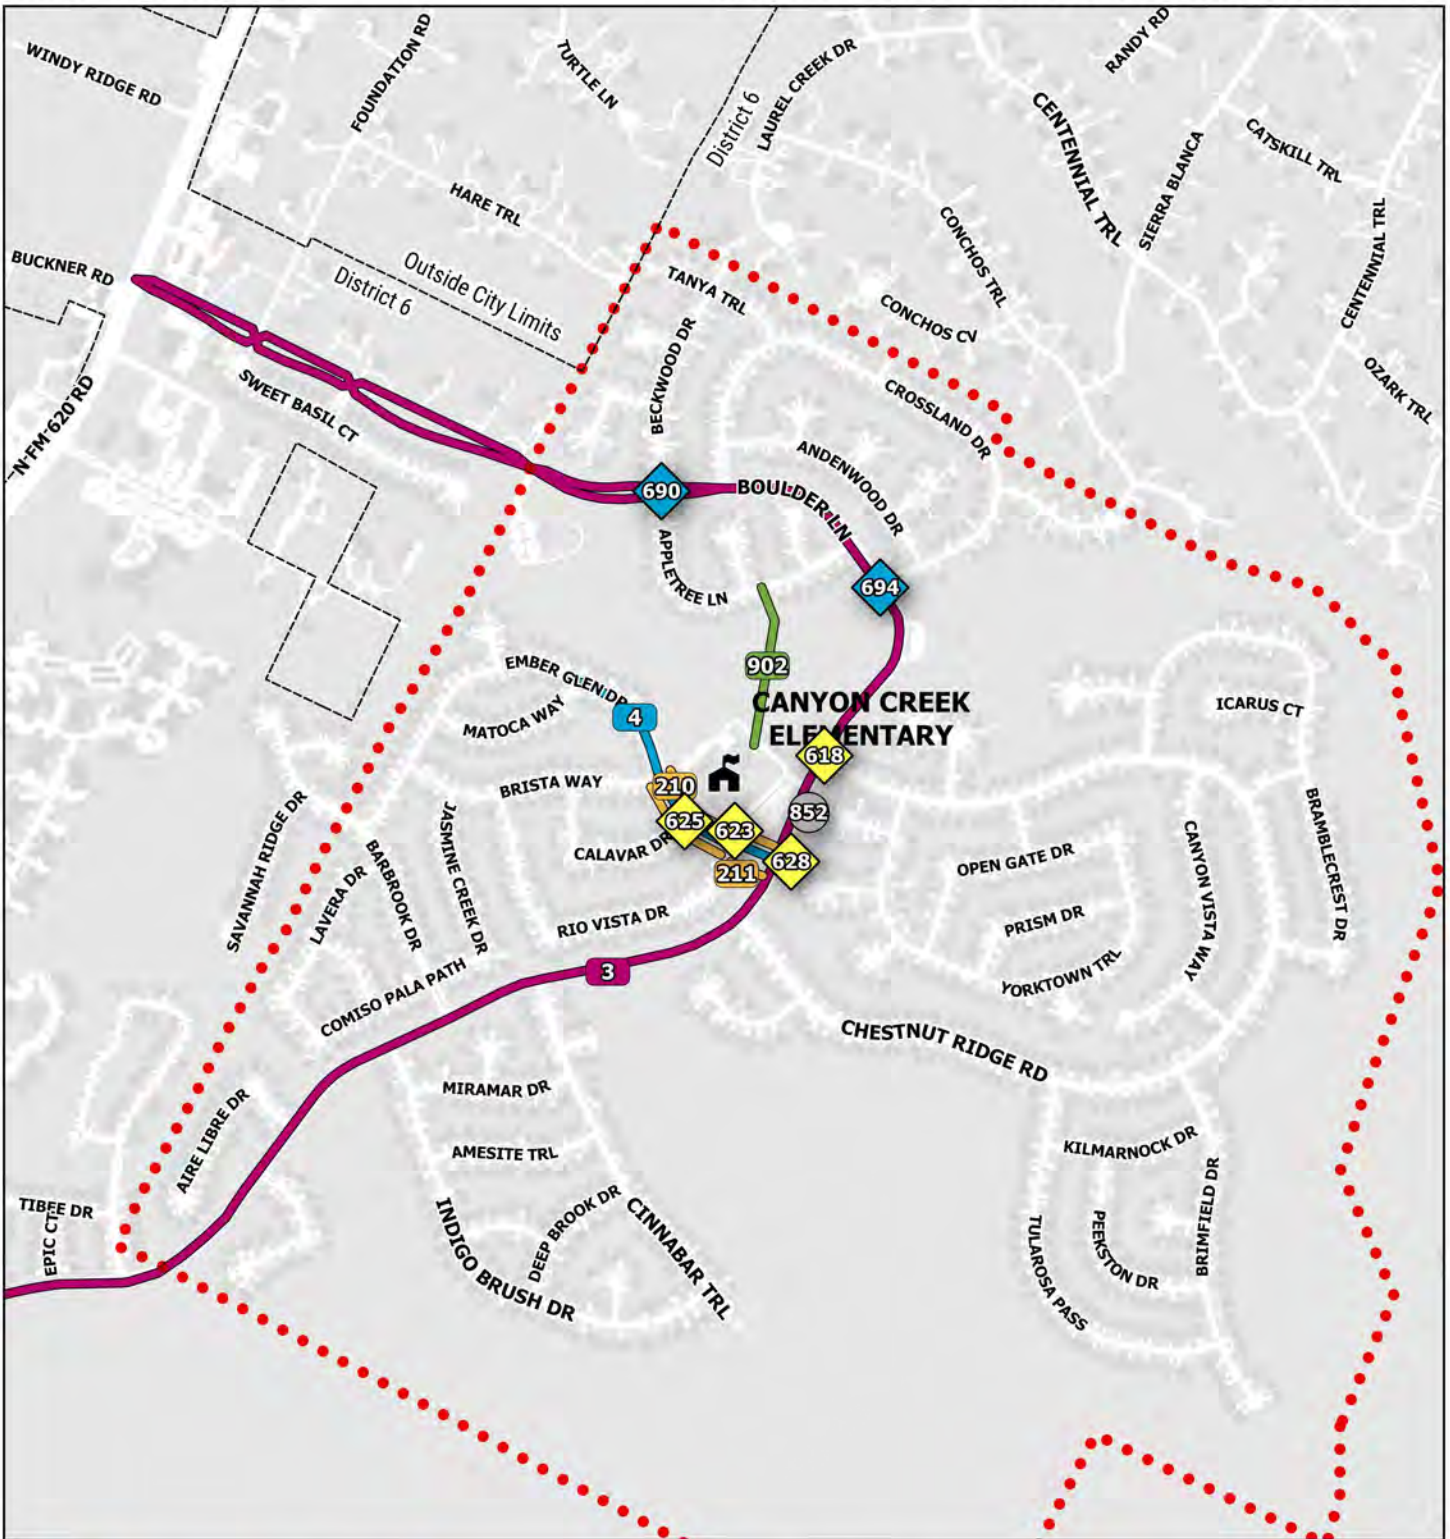 WINDY RIDGE RD
FOUNDATION RD
TURTLE LN
LAUREL CREEK DR
RANDY RD
District 6
CENTENNIAL TRL
CATSKILL TRL
SIERRA BLANCA
HARE TRL
CONCHOS TRL
CENTENNIAL TRL
BUCKNER RD
Outside City Limits
District 6
TANYA TRL
CONCHOS CV
BECKWOOD DR
OZARK TRL
N FM 620 RD
SWEET BASIL CT
CROSSLAND DR
ANDENWOOD DR
690
BOULDER LN
APPLETREE LN
694
902
EMBER GLEN DR
MATOCA WAY
4
CANYON CREEK
ELEMENTARY
ICARUS CT
618
BRISTA WAY
210
852
625
623
628
211
CALAVAR DR
SAVANNAH RIDGE DR
LAVERA DR
BARBROOK DR
JASMINE CREEK DR
OPEN GATE DR
CANYON VISTA WAY
BRAMBLECREST DR
RIO VISTA DR
PRISM DR
YORKTOWN TRL
3
COMISO PALA PATH
CHESTNUT RIDGE RD
MIRAMAR DR
AIRE LIBRE DR
AMESITE TRL
KILMARNOCK DR
TIBEE DR
EPIC CT
INDIGO BRUSH DR
DEEP BROOK DR
CINNABAR TRL
TULAROSA PASS
PEEKSTON DR
BRIMFIELD DR